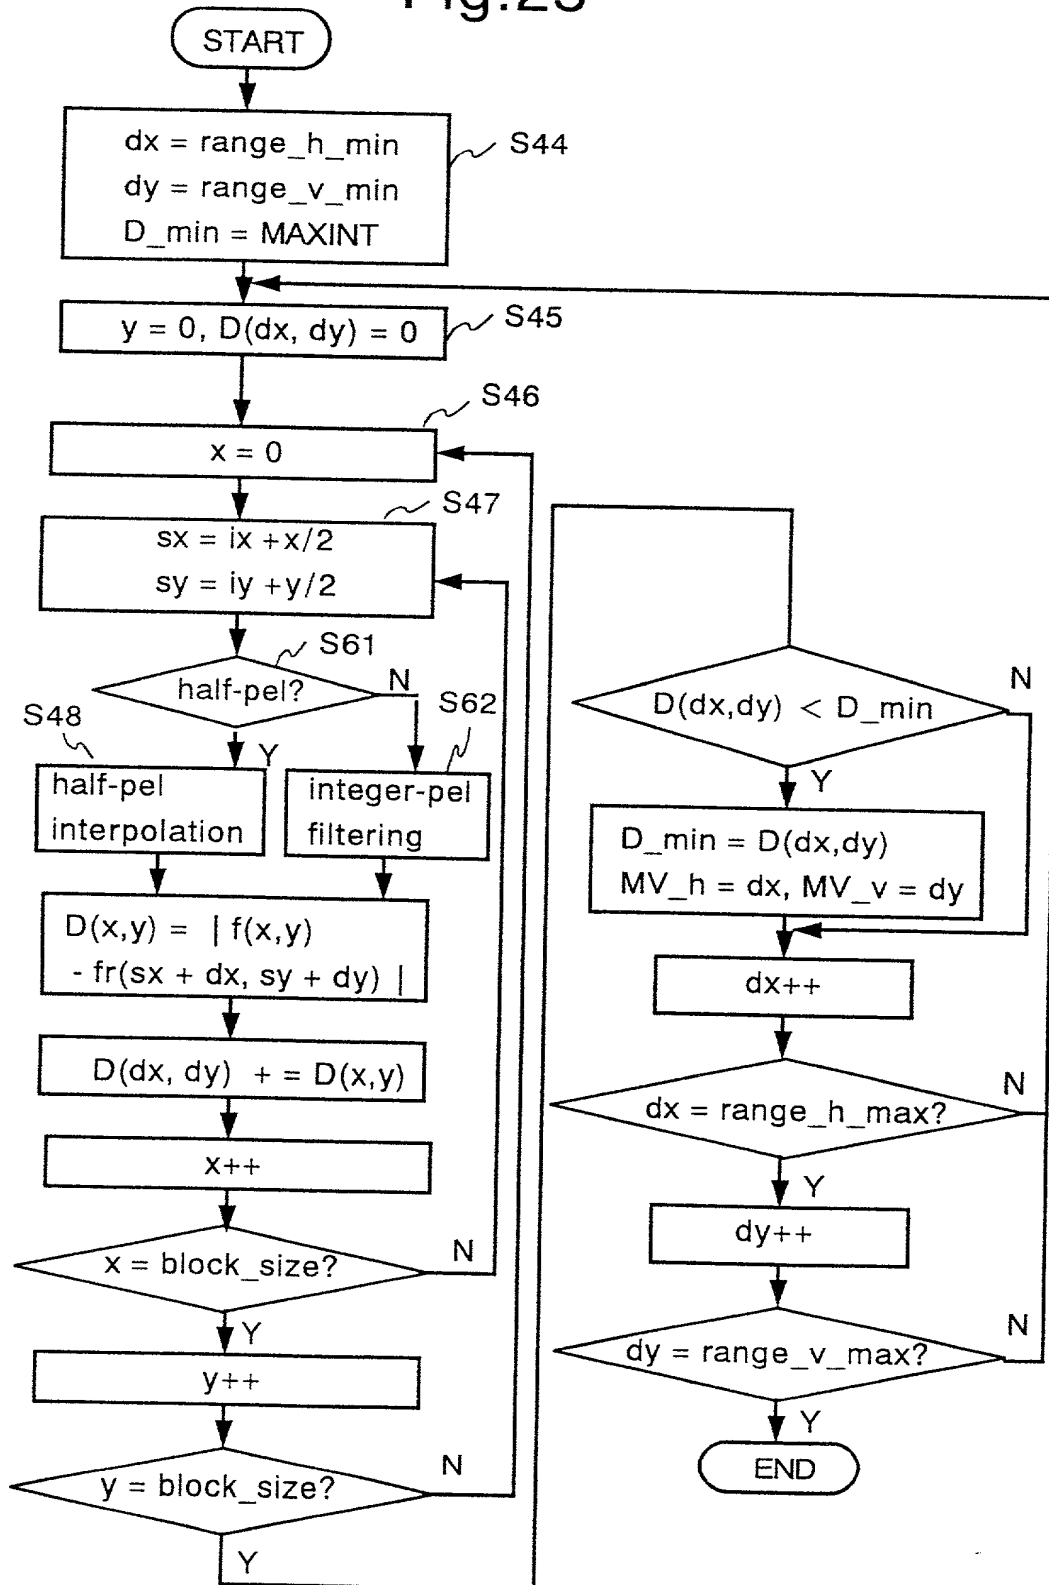 Fig.23
START
dx = range_h_min
dy = range_v_min
D_min = MAXINT
S44
y = 0, D(dx, dy) = 0
S45
S46
x = 0
S47
sx = ix +x/2
sy = iy +y/2
S61
half-pel?
N
S48
Y
S62
half-pel
interpolation
integer-pel
filtering
D(x,y) = | f(x,y)
- fr(sx + dx, sy + dy) |
D(dx, dy) + = D(x,y)
x++
x = block_size?
N
Y
y++
y = block_size?
N
Y
D(dx,dy) < D_min
N
Y
D_min = D(dx,dy)
MV_h = dx, MV_v = dy
dx++
dx = range_h_max?
N
Y
dy++
dy = range_v_max?
N
Y
END